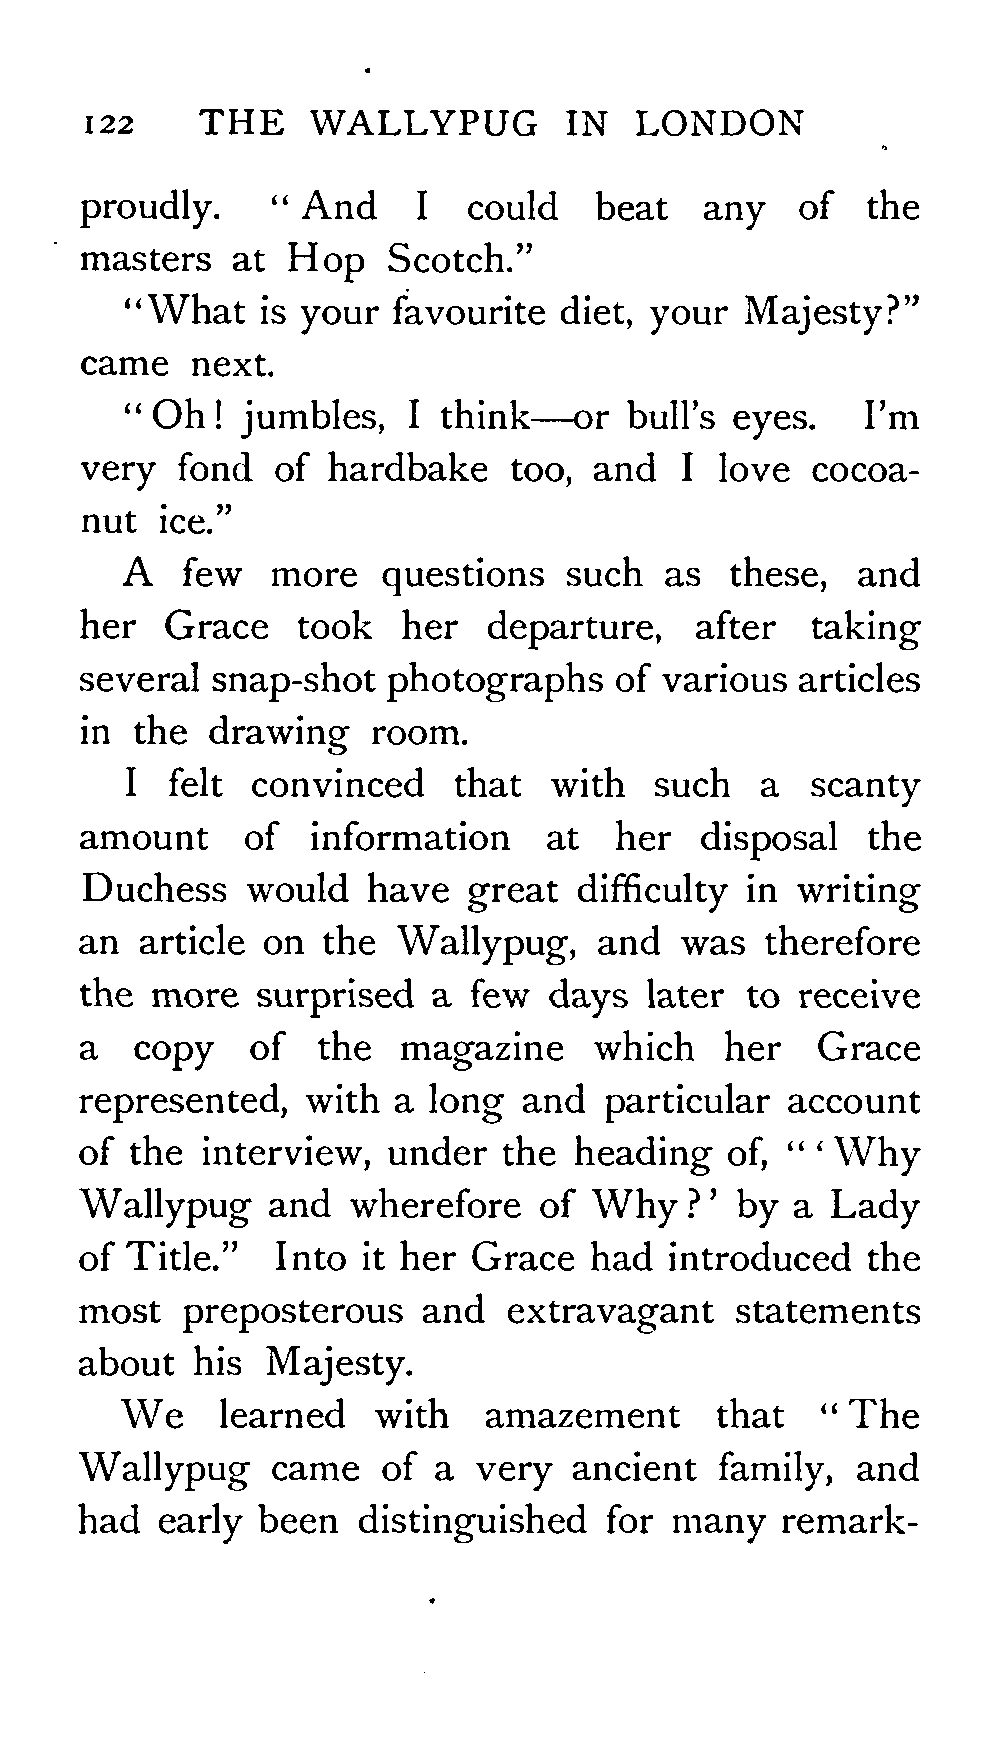 122 THE WALLYPUG IN LONDON
proudly. "And I could beat any of the
masters at Hop Scotch."
"What is your favourite diet, your Majesty?"
came next.
"Oh! jumbles, I think—or bull's eyes. I'm
very fond of hardbake too, and I love cocoa-
nut ice."
A few more questions such as these, and
her Grace took her departure, after taking
several snap-shot photographs of various articles
in the drawing room.
I felt convinced that with such a scanty
amount of information at her disposal the
Duchess would have great difficulty in writing
an article on the Wallypug, and was therefore
the more surprised a few days later to receive
a copy of the magazine which her Grace
represented, with a long and particular account
of the interview, under the heading of, "'Why
Wallypug and wherefore of Why?' by a Lady
of Title." Into it her Grace had introduced the
most preposterous and extravagant statements
about his Majesty.
We learned with amazement that "The
Wallypug came of a very ancient family, and
had early been distinguished for many remark-